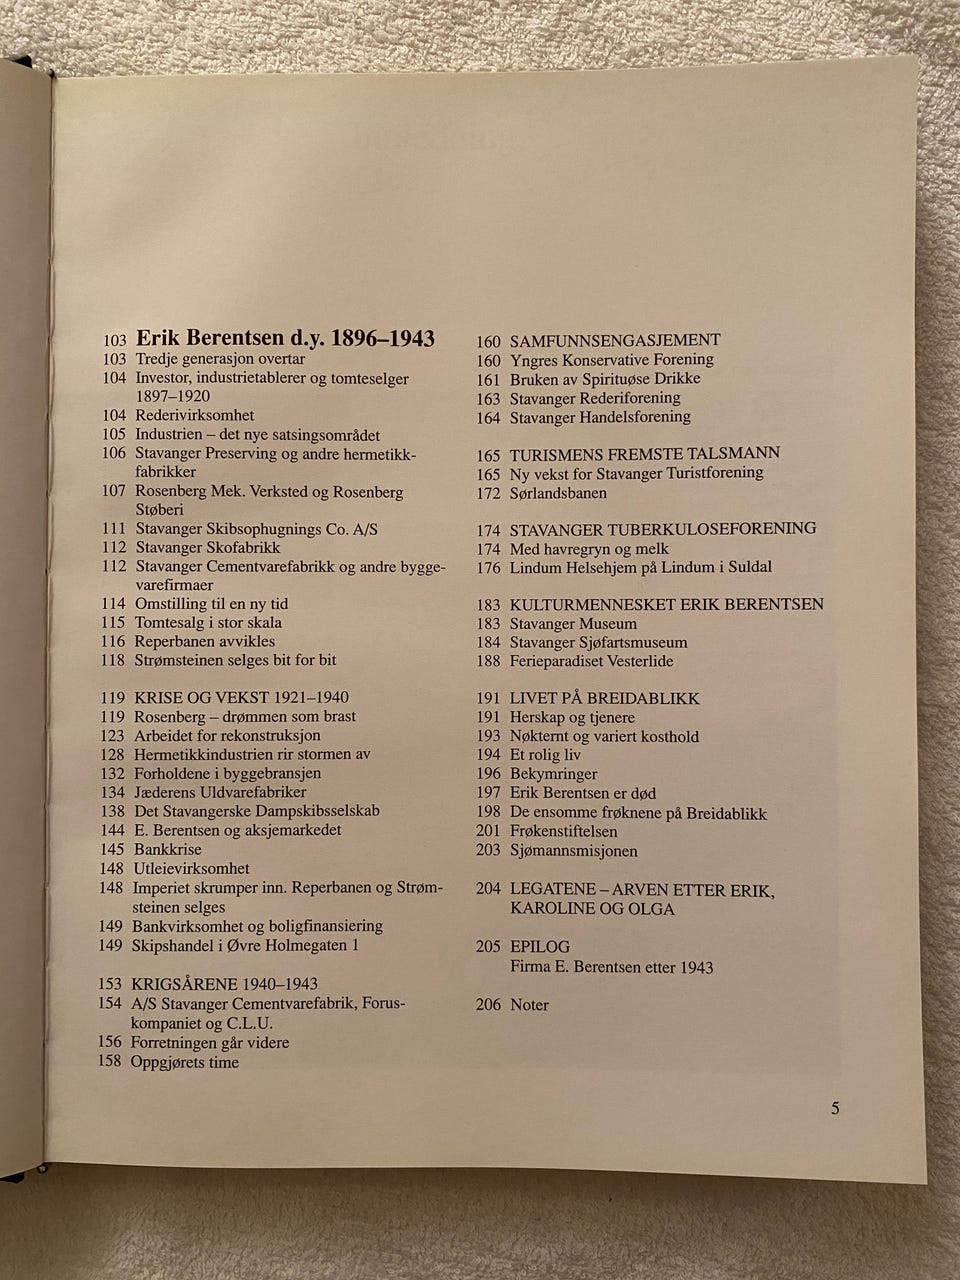 103 Erik Berentsen d.y. 1896–1943
103 Tredje generasjon overtar
104 Investor, industrietablerer og tomteselger
1897–1920
104 Rederivirksomhet
105 Industrien – det nye satsingsområdet
106 Stavanger Preserving og andre hermetikk-
fabrikker
107 Rosenberg Mek. Verksted og Rosenberg
Støberi
111 Stavanger Skibsophugnings Co. A/S
112 Stavanger Skofabrikk
112 Stavanger Cementvarefabrikk og andre bygge-
varefirmaer
114 Omstilling til en ny tid
115 Tomtesalg i stor skala
116 Reperbanen avvikles
118 Strømsteinen selges bit for bit
119 KRISE OG VEKST 1921–1940
119 Rosenberg – drømmen som brast
123 Arbeidet for rekonstruksjon
128 Hermetikkindustrien rir stormen av
132 Forholdene i byggebransjen
134 Jæderens Uldvarefabriker
138 Det Stavangerske Dampskibsselskab
144 E. Berentsen og aksjemarkedet
145 Bankkrise
148 Utleievirksomhet
148 Imperiet skrumper inn. Reperbanen og Strøm-
steinen selges
149 Bankvirksomhet og boligfinansiering
149 Skipshandel i Øvre Holmegaten 1
153 KRIGSÅRENE 1940–1943
154 A/S Stavanger Cementvarefabrik, Forus-
kompaniet og C.L.U.
156 Forretningen går videre
158 Oppgjørets time
160 SAMFUNNSENGASJEMENT
160 Yngres Konservative Forening
161 Bruken av Spirituøse Drikke
163 Stavanger Rederiforening
164 Stavanger Handelsforening
165 TURISMENS FREMSTE TALSMANN
165 Ny vekst for Stavanger Turistforening
172 Sørlandsbanen
174 STAVANGER TUBERKULOSEFORENING
174 Med havregryn og melk
176 Lindum Helsehjem på Lindum i Suldal
183 KULTURMENNESKET ERIK BERENTSEN
183 Stavanger Museum
184 Stavanger Sjøfartsmuseum
188 Ferieparadiset Vesterlide
191 LIVET PÅ BREIDABLIKK
191 Herskap og tjenere
193 Nøkternt og variert kosthold
194 Et rolig liv
196 Bekymringer
197 Erik Berentsen er død
198 De ensomme frøknene på Breidablikk
201 Frøkenstiftelsen
203 Sjømannsmisjonen
204 LEGATENE – ARVEN ETTER ERIK,
KAROLINE OG OLGA
205 EPILOG
Firma E. Berentsen etter 1943
206 Noter
5